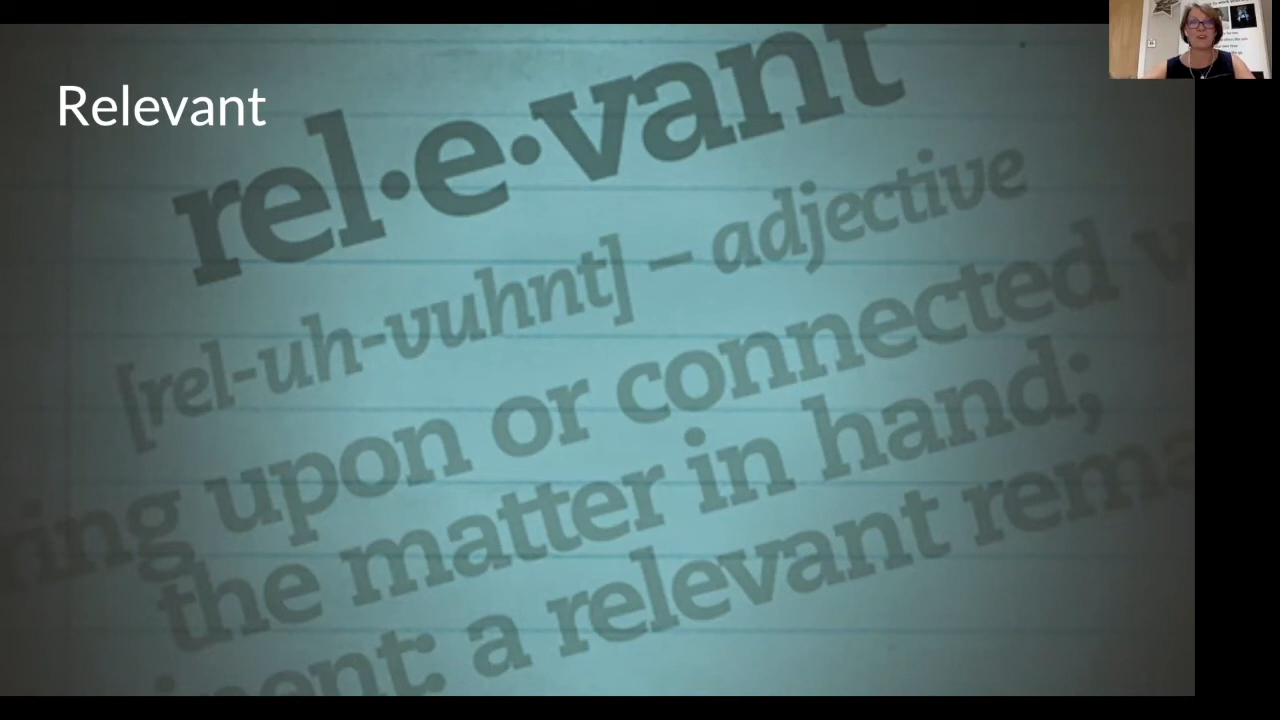 Relevant
rel·e·vant
[rel-uh-vuhnt] – adjective
upon or connected
the matter in hand;
a relevant